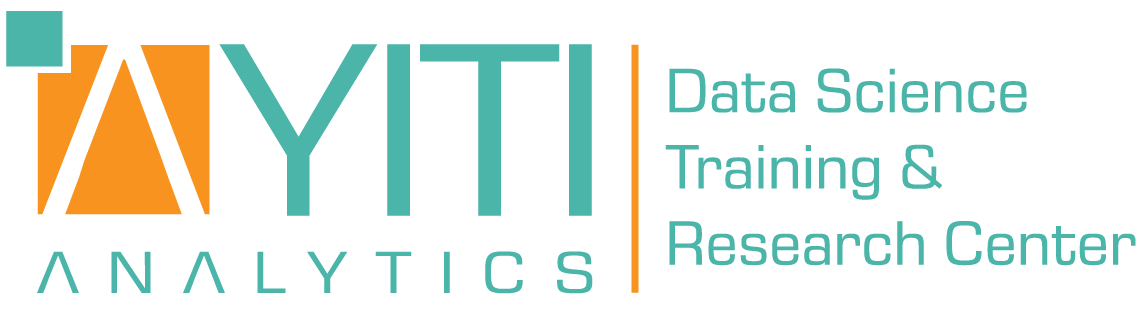 AYITI
ANALYTICS
Data Science
Training &
Research Center